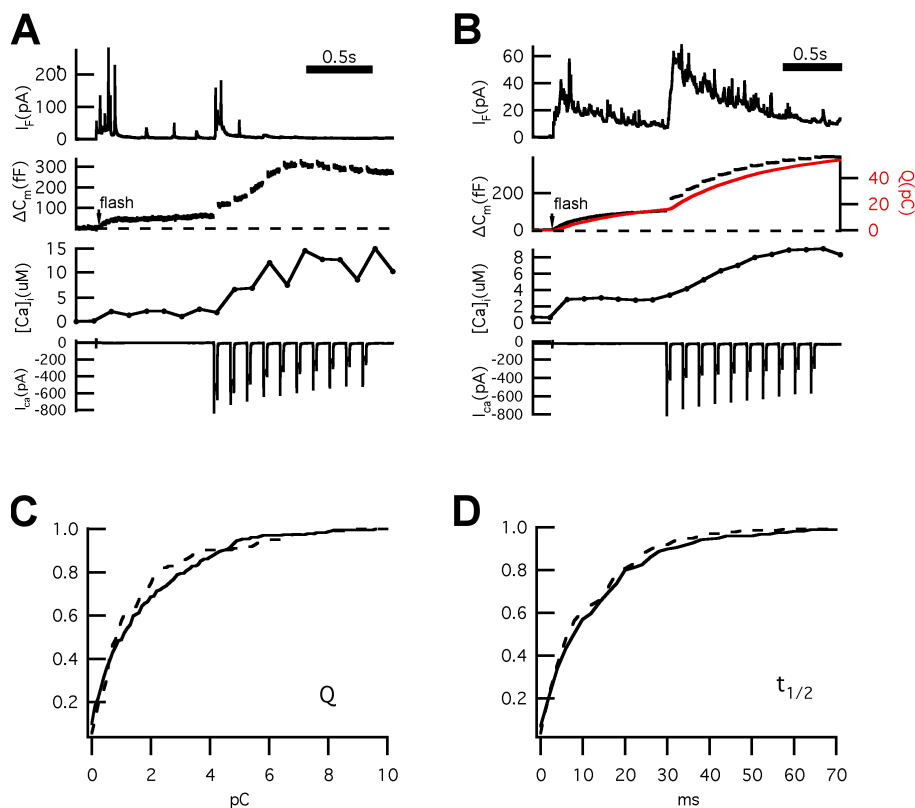 A
B
0.5s
0.5s
I_F(pA)
200
100
0
I_F(pA)
60
40
20
0
ΔC_m(fF)
300
200
100
0
flash
ΔC_m(fF)
200
0
flash
40
20
0
Q(pC)
[Ca]_i(uM)
15
10
5
0
[Ca]_i(uM)
8
6
4
2
0
I_ca(pA)
0
-200
-400
-600
-800
I_ca(pA)
0
-200
-400
-600
-800
C
D
1.0
0.8
0.6
0.4
0.2
Q
0 2 4 6 8 10
pC
1.0
0.8
0.6
0.4
0.2
t_1/2
0 10 20 30 40 50 60 70
ms